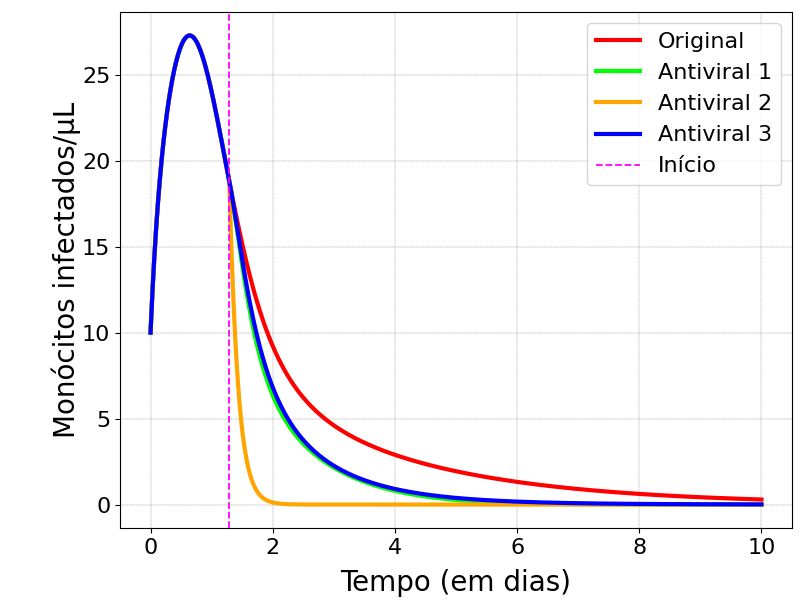 Monócitos infectados/µL
25
20
15
10
5
0
0 2 4 6 8 10
Tempo (em dias)
Original
Antiviral 1
Antiviral 2
Antiviral 3
Início